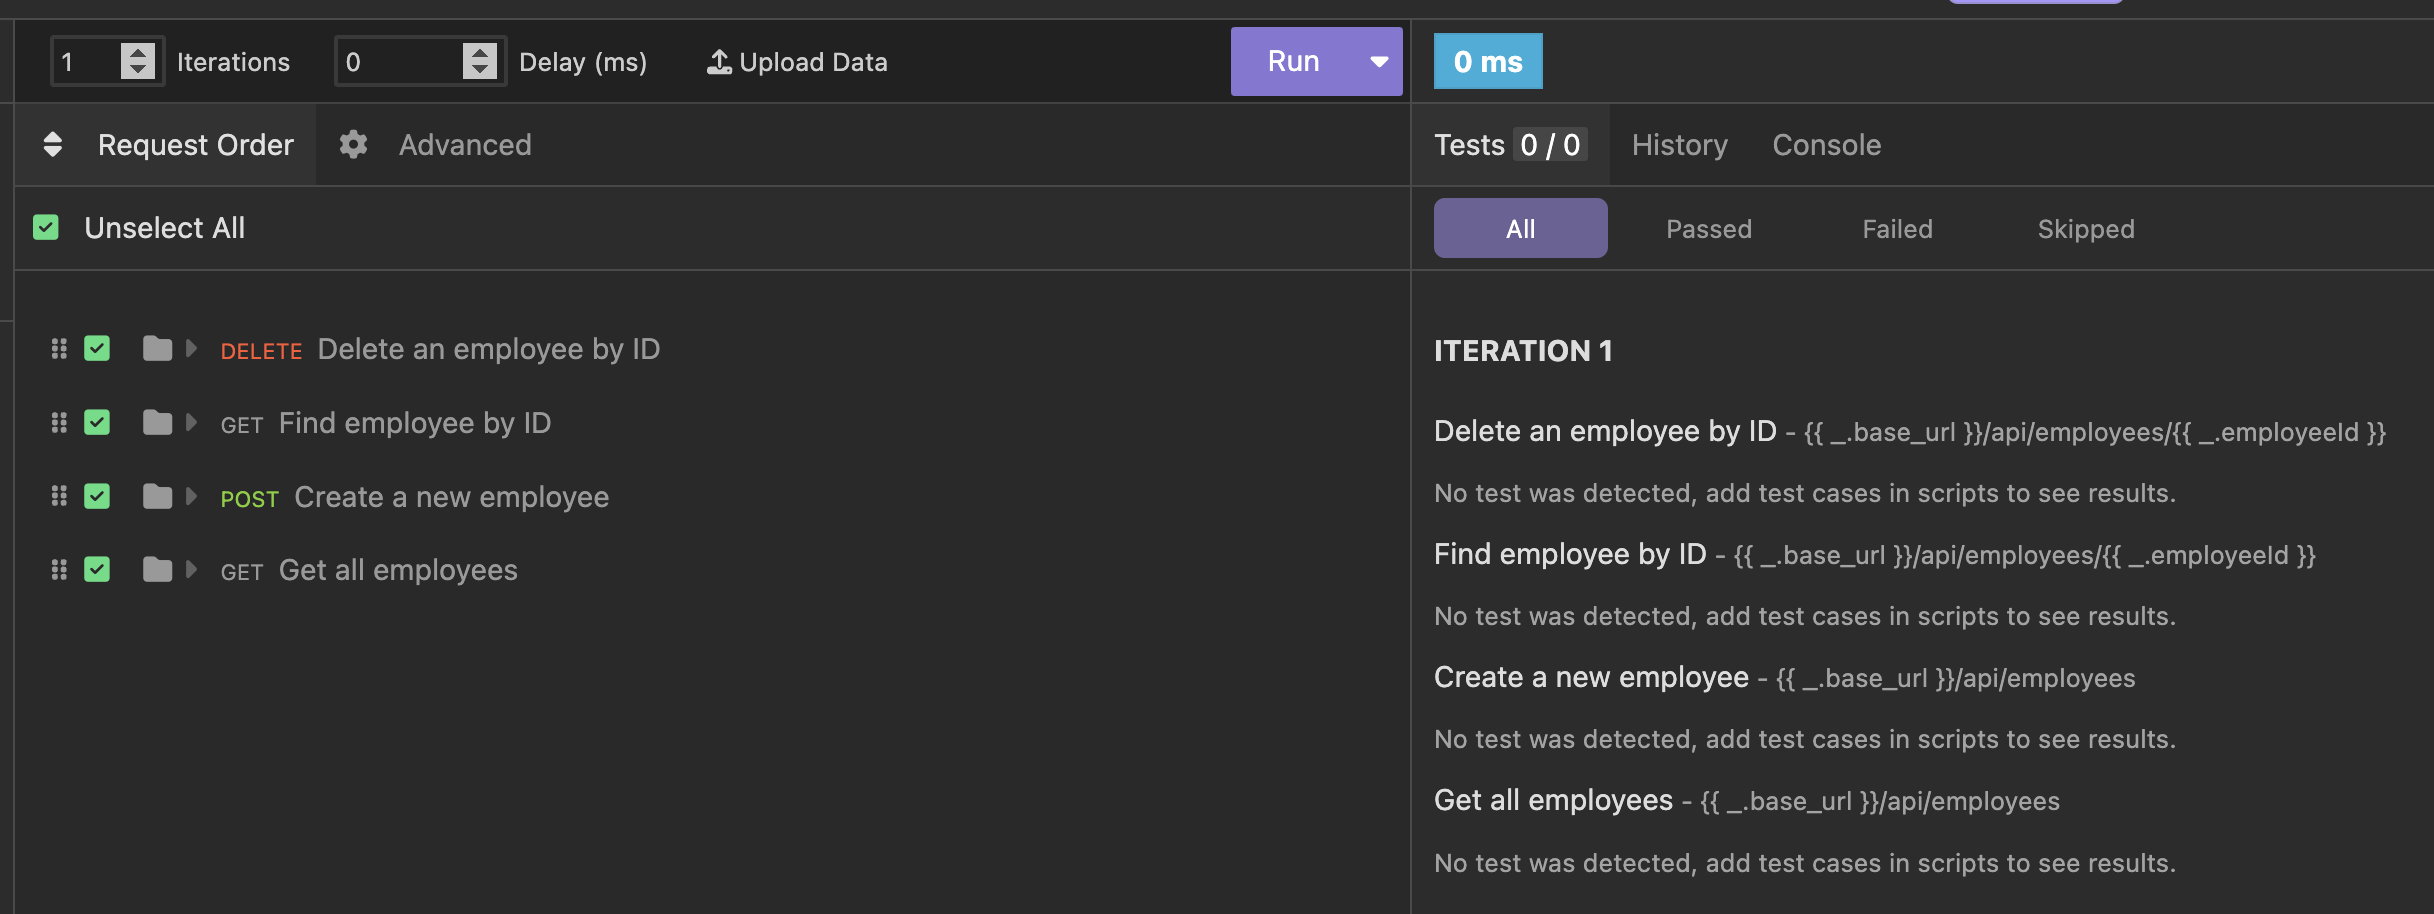 1 Iterations 0 Delay (ms) Upload Data Run
Request Order Advanced
Unselect All
DELETE Delete an employee by ID
GET Find employee by ID
POST Create a new employee
GET Get all employees
0 ms
Tests 0 / 0 History Console
All Passed Failed Skipped
ITERATION 1
Delete an employee by ID - {{ _.base_url }}/api/employees/{{ _.employeeId }}
No test was detected, add test cases in scripts to see results.
Find employee by ID - {{ _.base_url }}/api/employees/{{ _.employeeId }}
No test was detected, add test cases in scripts to see results.
Create a new employee - {{ _.base_url }}/api/employees
No test was detected, add test cases in scripts to see results.
Get all employees - {{ _.base_url }}/api/employees
No test was detected, add test cases in scripts to see results.